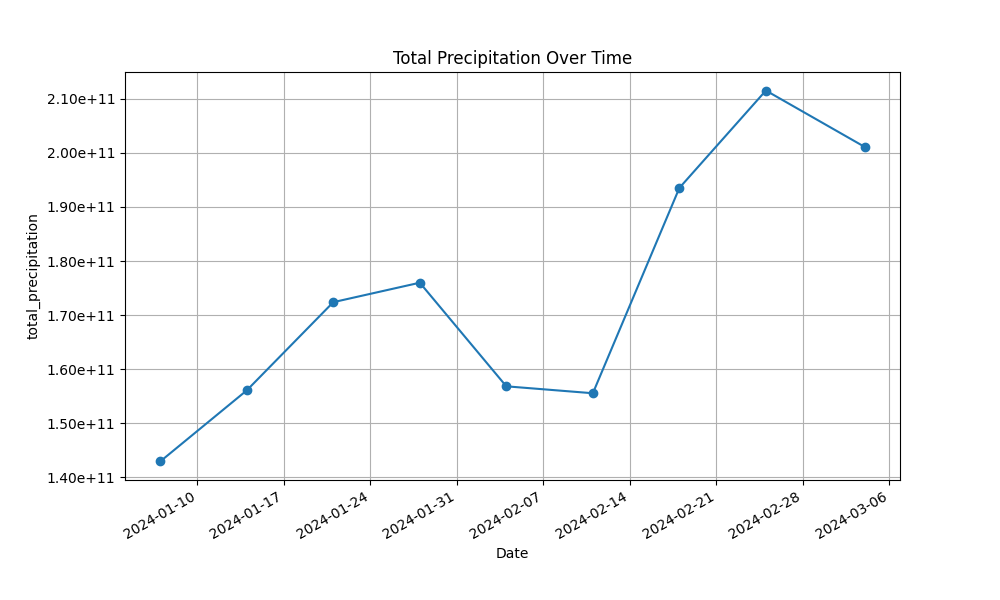 Total Precipitation Over Time
total_precipitation
2.10e+11
2.00e+11
1.90e+11
1.80e+11
1.70e+11
1.60e+11
1.50e+11
1.40e+11
2024-01-10
2024-01-17
2024-01-24
2024-01-31
2024-02-07
2024-02-14
2024-02-21
2024-02-28
2024-03-06
Date